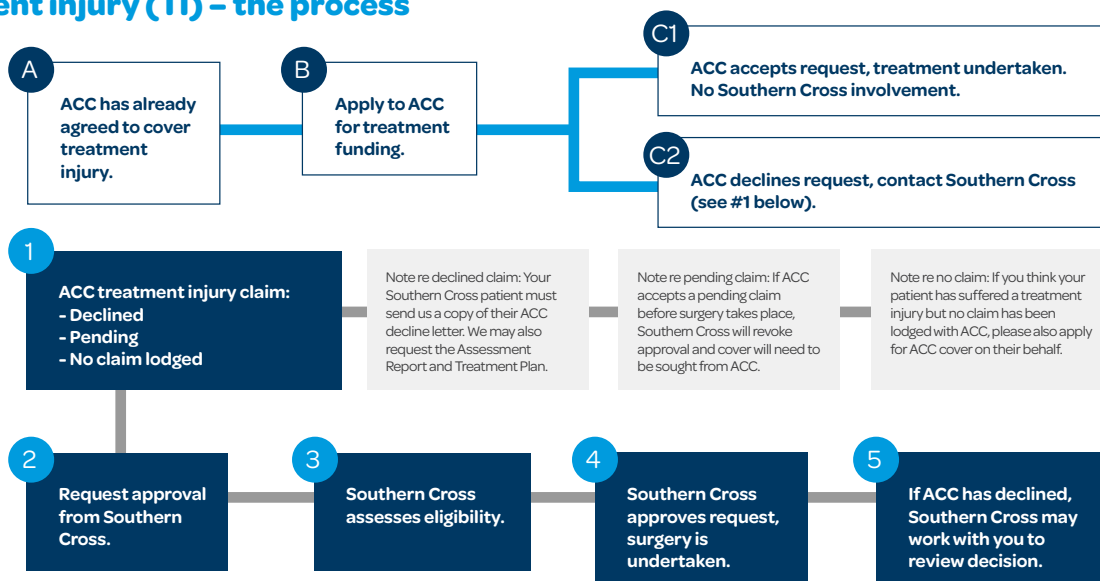 ent injury (TI) – the process
A
ACC has already
agreed to cover
treatment
injury.
B
Apply to ACC
for treatment
funding.
C1
ACC accepts request, treatment undertaken.
No Southern Cross involvement.
C2
ACC declines request, contact Southern Cross
(see #1 below).
1
ACC treatment injury claim:
- Declined
- Pending
- No claim lodged
Note re declined claim: Your
Southern Cross patient must
send us a copy of their ACC
decline letter. We may also
request the Assessment
Report and Treatment Plan.
Note re pending claim: If ACC
accepts a pending claim
before surgery takes place,
Southern Cross will revoke
approval and cover will need to
be sought from ACC.
Note re no claim: If you think your
patient has suffered a treatment
injury but no claim has been
lodged with ACC, please also apply
for ACC cover on their behalf.
2
Request approval
from Southern
Cross.
3
Southern Cross
assesses eligibility.
4
Southern Cross
approves request,
surgery is
undertaken.
5
If ACC has declined,
Southern Cross may
work with you to
review decision.